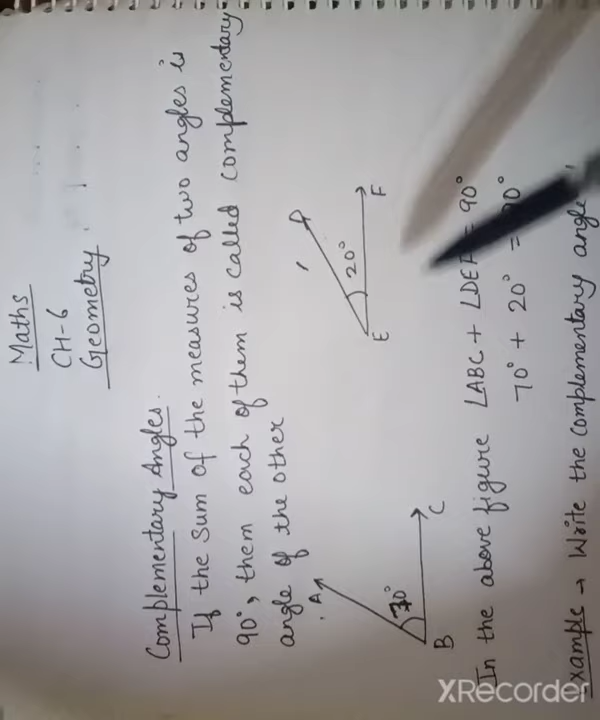 Maths
CH-6
Geometry.
Complementary Angles.
If the sum of the measures of two angles is
90°, them each of them is called complementary
angle of the other
A
70°
B
C
D
20°
E
F
In the above figure ∠ABC + ∠DEF = 90°
70° + 20° = 90°
Example → Write the complementary angle
XRecorder